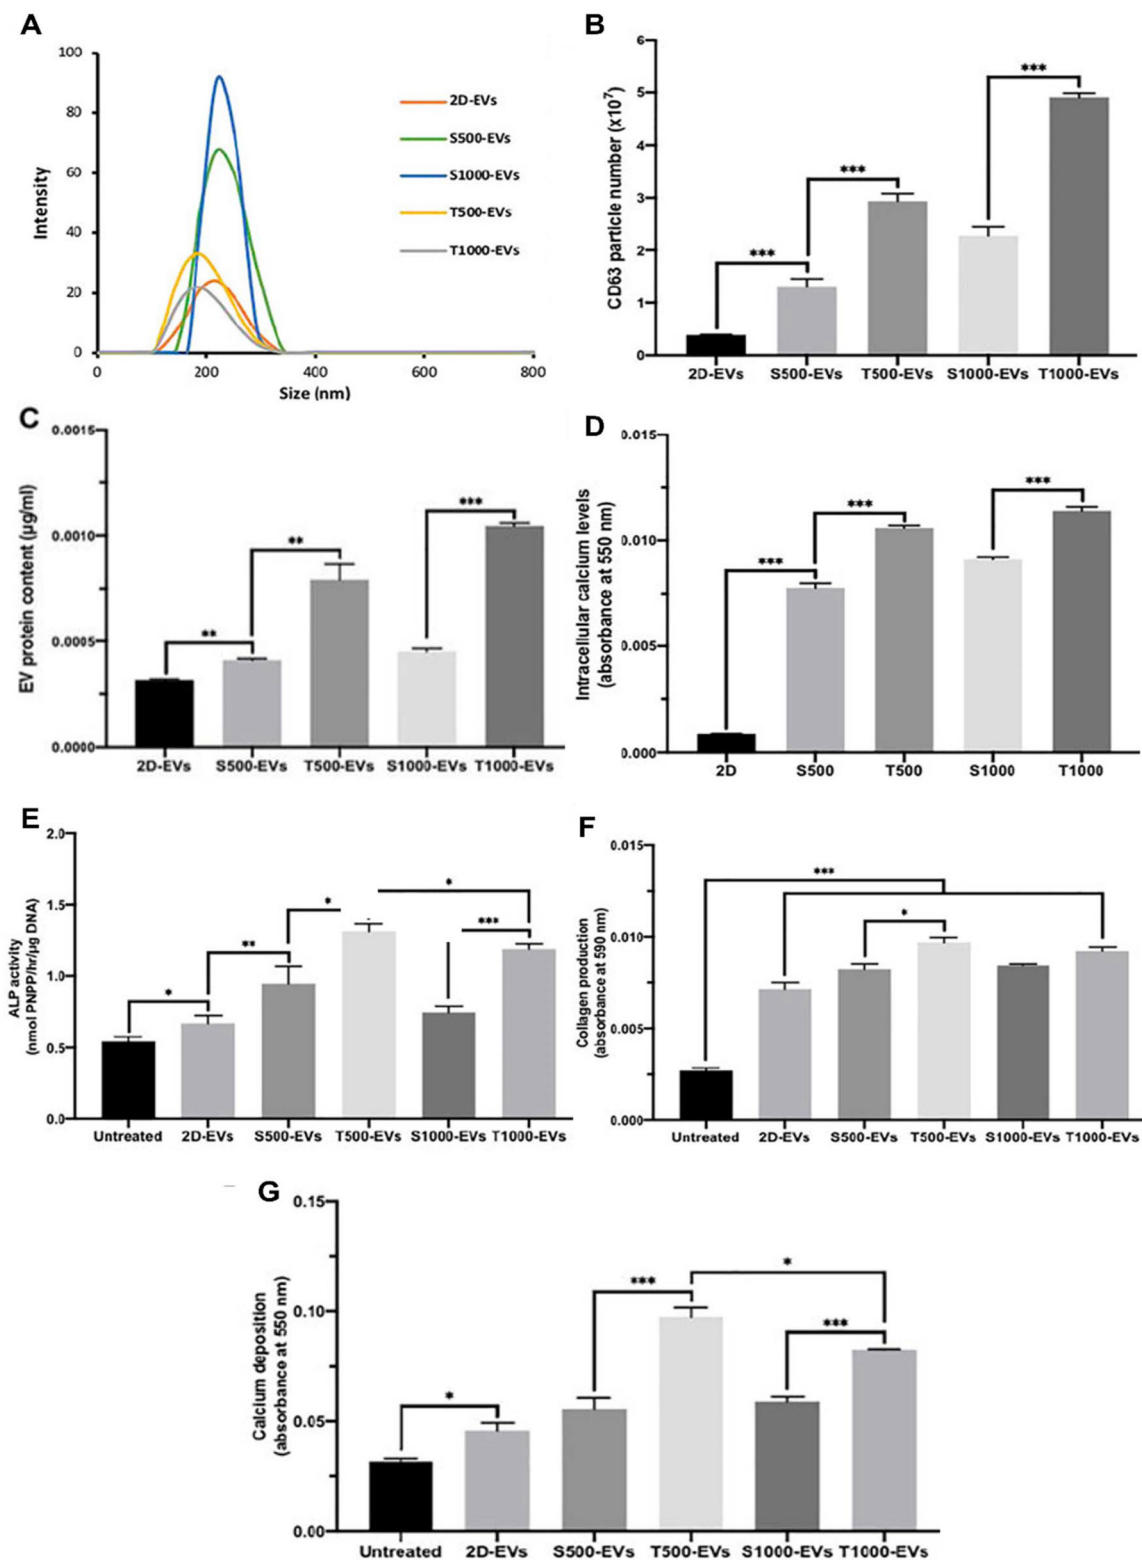 A
100
80
60
40
20
0
Intensity
0 200 400 600 800
Size (nm)
2D-EVs
S500-EVs
S1000-EVs
T500-EVs
T1000-EVs
B
6
5
4
3
2
1
0
CD63 particle number (x10⁷)
*** *** *** ***
2D-EVs S500-EVs T500-EVs S1000-EVs T1000-EVs
C
0.0015
0.0010
0.0005
0.0000
EV protein content (µg/ml)
** ** ***
2D-EVs S500-EVs T500-EVs S1000-EVs T1000-EVs
D
0.015
0.010
0.005
0.000
Intracellular calcium levels
(absorbance at 550 nm)
*** *** ***
2D S500 T500 S1000 T1000
E
2.0
1.5
1.0
0.5
0.0
ALP activity
(nmol PNPP/hr/µg DNA)
* ** * * ***
Untreated 2D-EVs S500-EVs T500-EVs S1000-EVs T1000-EVs
F
0.015
0.010
0.005
0.000
Collagen production
(absorbance at 590 nm)
*** *
Untreated 2D-EVs S500-EVs T500-EVs S1000-EVs T1000-EVs
G
0.15
0.10
0.05
0.00
Calcium deposition
(absorbance at 550 nm)
* *** * ***
Untreated 2D-EVs S500-EVs T500-EVs S1000-EVs T1000-EVs